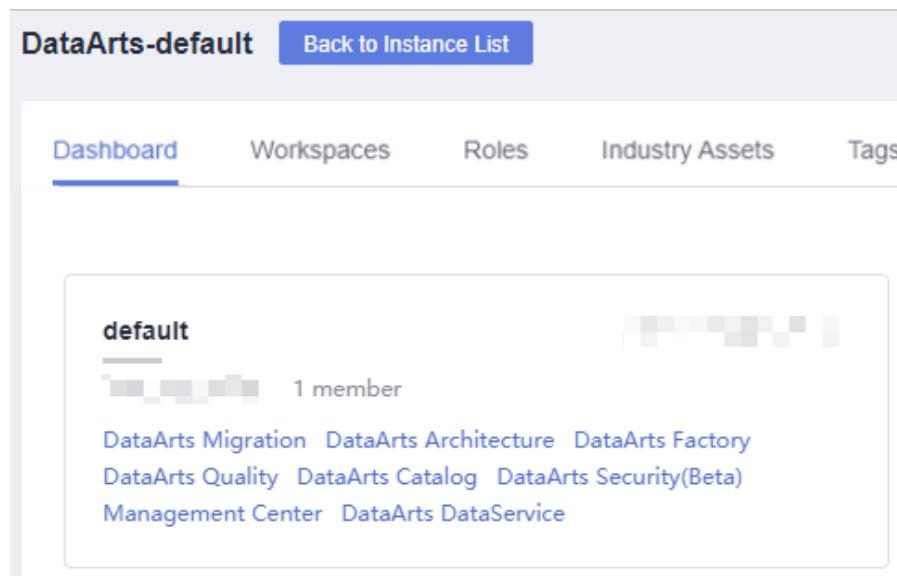 DataArts-default Back to Instance List
Dashboard Workspaces Roles Industry Assets Tags
default
1 member
DataArts Migration DataArts Architecture DataArts Factory
DataArts Quality DataArts Catalog DataArts Security(Beta)
Management Center DataArts DataService